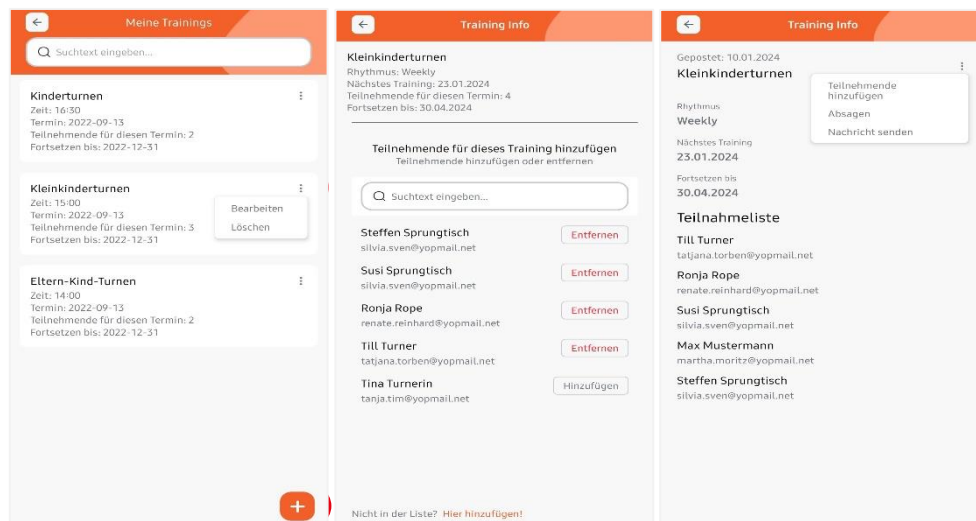 Meine Trainings
Suchtext eingeben...
Kinderturnen
Zeit: 16:30
Termin: 2022-09-13
Teilnehmende für diesen Termin: 2
Fortsetzen bis: 2022-12-31
Kleinkinderturnen
Zeit: 15:00
Termin: 2022-09-13
Teilnehmende für diesen Termin: 3
Fortsetzen bis: 2022-12-31
Bearbeiten
Löschen
Eltern-Kind-Turnen
Zeit: 14:00
Termin: 2022-09-13
Teilnehmende für diesen Termin: 2
Fortsetzen bis: 2022-12-31
Training Info
Kleinkinderturnen
Rhythmus: Weekly
Nächstes Training: 23.01.2024
Teilnehmende für diesen Termin: 4
Fortsetzen bis: 30.04.2024
Teilnehmende für dieses Training hinzufügen
Teilnehmende hinzufügen oder entfernen
Suchtext eingeben...
Steffen Sprungtisch
silvia.sven@yopmail.net
Entfernen
Susi Sprungtisch
silvia.sven@yopmail.net
Entfernen
Ronja Rope
renate.reinhard@yopmail.net
Entfernen
Till Turner
tatjana.torben@yopmail.net
Entfernen
Tina Turnerin
tanja.tim@yopmail.net
Hinzufügen
Nicht in der Liste? Hier hinzufügen!
Training Info
Gepostet: 10.01.2024
Kleinkinderturnen
Teilnehmende
hinzufügen
Absagen
Nachricht senden
Rhythmus
Weekly
Nächstes Training
23.01.2024
Fortsetzen bis
30.04.2024
Teilnahmeliste
Till Turner
tatjana.torben@yopmail.net
Ronja Rope
renate.reinhard@yopmail.net
Susi Sprungtisch
silvia.sven@yopmail.net
Max Mustermann
martha.moritz@yopmail.net
Steffen Sprungtisch
silvia.sven@yopmail.net